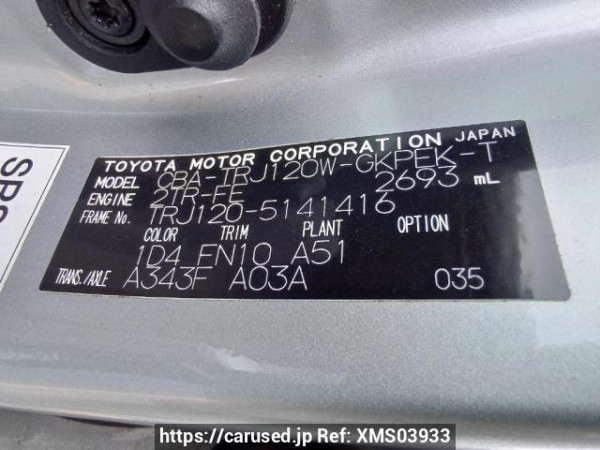 TOYOTA MOTOR CORPORATION JAPAN
MODEL CBA-TRJ120W-GKPEK-T
ENGINE 2TR-FE 2693 mL
FRAME No. TRJ120-5141416
COLOR TRIM PLANT OPTION
1D4 FN10 A51
TRANS./AXLE A343F A03A 035
https://carused.jp Ref. XMS03933